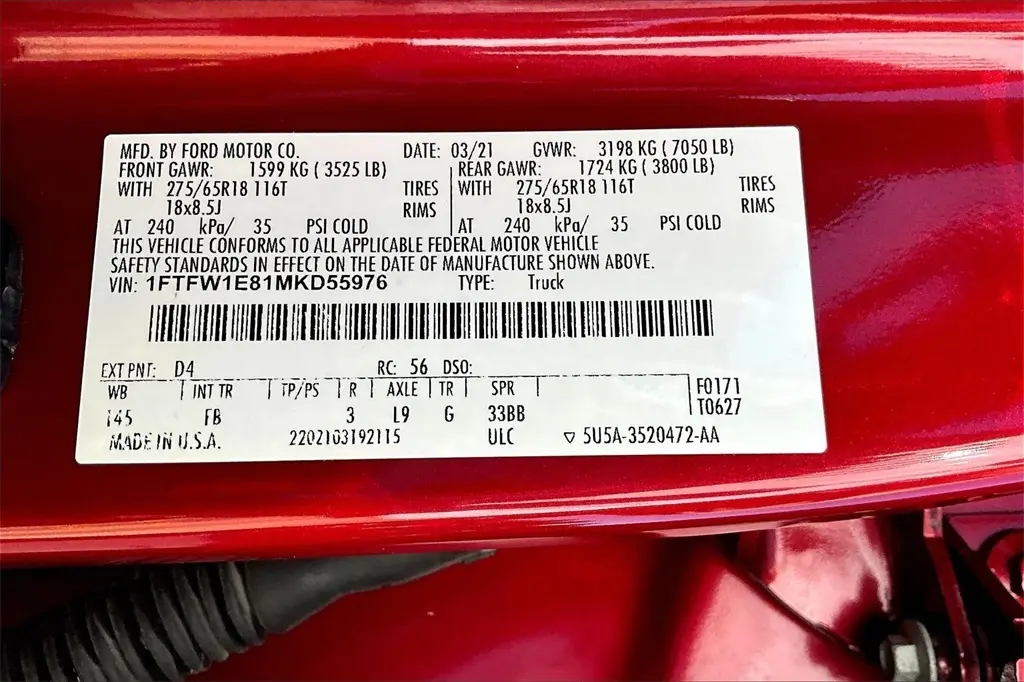 MFD. BY FORD MOTOR CO. DATE: 03/21 GVWR: 3198 KG ( 7050 LB)
FRONT GAWR: 1599 KG ( 3525 LB) REAR GAWR: 1724 KG ( 3800 LB)
WITH 275/65R18 116T TIRES WITH 275/65R18 116T TIRES
18x8.5J RIMS 18x8.5J RIMS
AT 240 kPa/ 35 PSI COLD AT 240 kPa/ 35 PSI COLD
THIS VEHICLE CONFORMS TO ALL APPLICABLE FEDERAL MOTOR VEHICLE
SAFETY STANDARDS IN EFFECT ON THE DATE OF MANUFACTURE SHOWN ABOVE.
VIN: 1FTFW1E81MKD55976 TYPE: Truck
EXT PNT: D4 RC: 56 DSO:
WB INT TR TP/PS R AXLE TR SPR F0171
145 FB 3 L9 G 33BB T0627
MADE IN U.S.A. 2202103192115 ULC 5U5A-3520472-AA